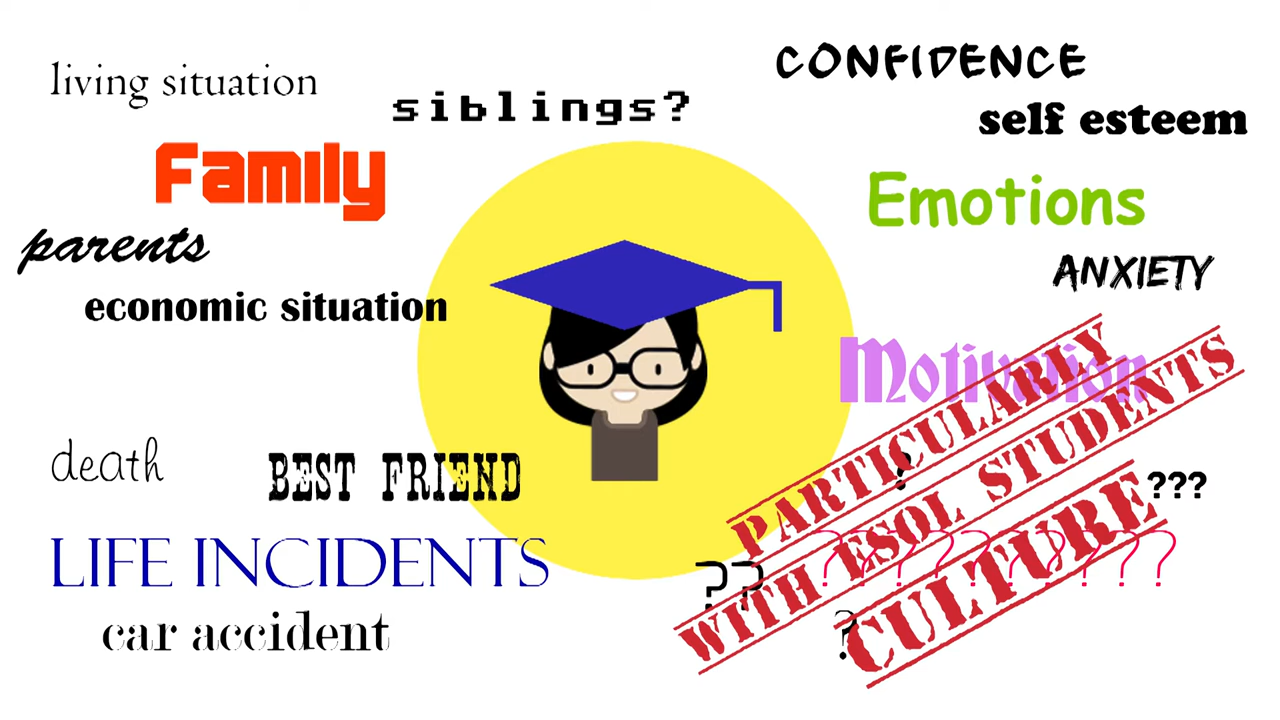 living situation
siblings?
Family
parents
economic situation
CONFIDENCE
self esteem
Emotions
ANXIETY
Motivation
death
BEST FRIEND
LIFE INCIDENTS
car accident
?
???
??
??????????
?
PARTICULARLY
WITH ESOL STUDENTS
CULTURE